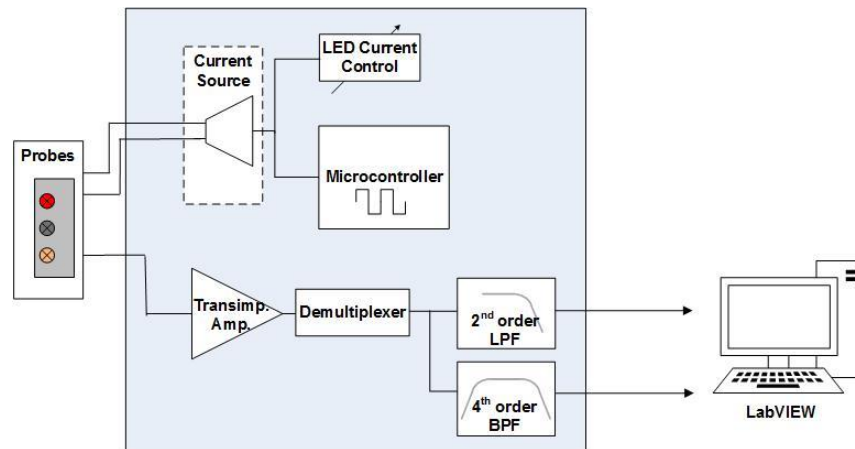 LED Current
Control
Current
Source
Probes
Microcontroller
Transimp.
Amp.
Demultiplexer
2nd order
LPF
4th order
BPF
LabVIEW